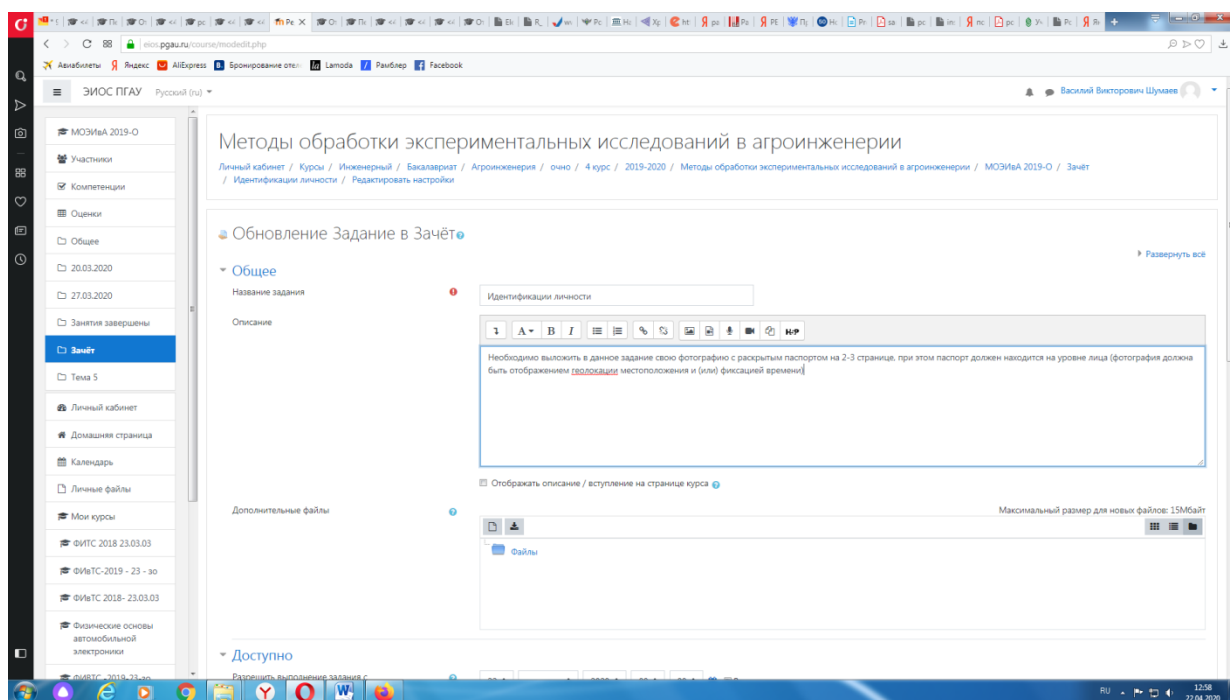 eios.pgau.ru/course/modedit.php
Авиабилеты Яндекс AliExpress Бронирование отел Lamoda Рамблер Facebook
ЭИОС ПГАУ Русский (ru)
Василий Викторович Шумаев
МОЭИвА 2019-О
Участники
Компетенции
Оценки
Общее
20.03.2020
27.03.2020
Занятия завершены
Зачёт
Тема 5
Личный кабинет
Домашняя страница
Календарь
Личные файлы
Мои курсы
ФИТС 2018 23.03.03
ФИвТС-2019 - 23 - зо
ФИвТС 2018- 23.03.03
Физические основы
автомобильной
электроники
ФИВТС -2019-23-зо
Методы обработки экспериментальных исследований в агроинженерии
Личный кабинет / Курсы / Инженерный / Бакалавриат / Агроинженерия / очно / 4 курс / 2019-2020 / Методы обработки экспериментальных исследований в агроинженерии / МОЭИвА 2019-О / Зачёт
/ Идентификации личности / Редактировать настройки
Обновление Задание в Зачёт
Развернуть всё
Общее
Название задания
Идентификации личности
Описание
Необходимо выложить в данное задание свою фотографию с раскрытым паспортом на 2-3 странице, при этом паспорт должен находится на уровне лица (фотография должна
быть отображением геолокации местоположения и (или) фиксацией времени)
Отображать описание / вступление на странице курса
Дополнительные файлы
Максимальный размер для новых файлов: 15Мбайт
Файлы
Доступно
Разрешить выполнение задания с
RU
12:58
22.04.2020